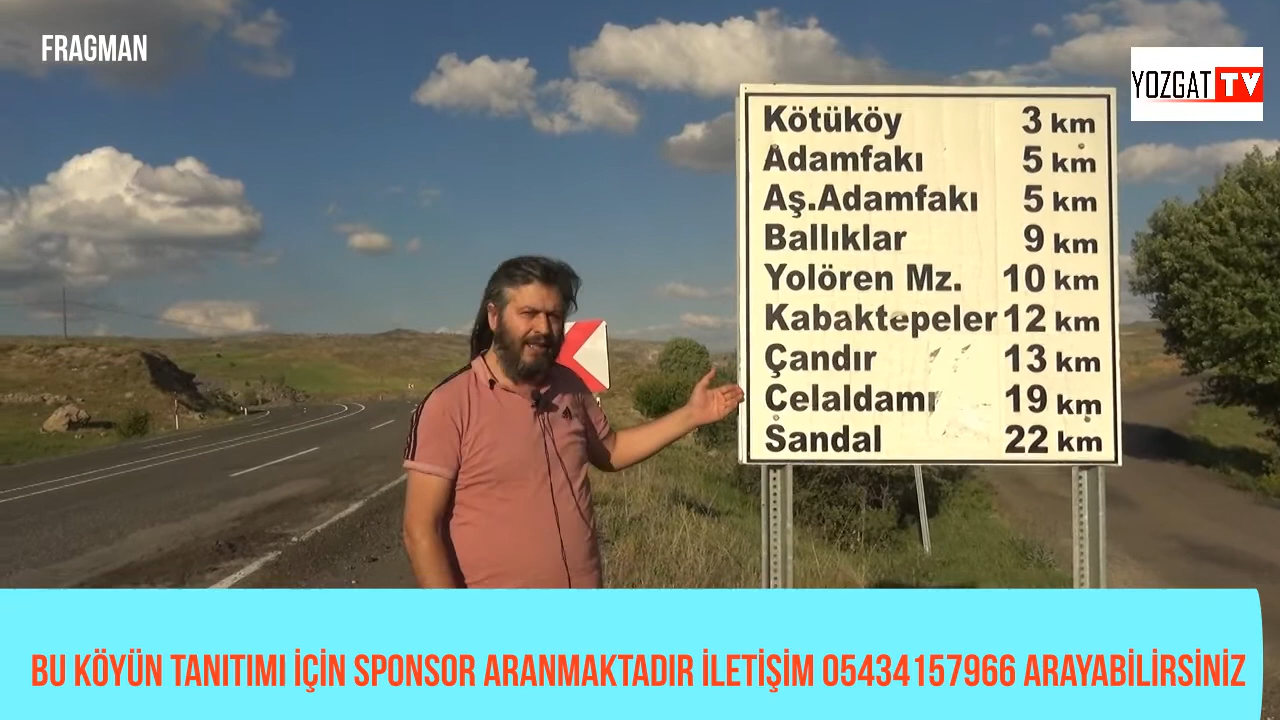 FRAGMAN
YOZGAT TV
Kötüköy 3 km
Adamfakı 5 km
Aş.Adamfakı 5 km
Ballıklar 9 km
Yolören Mz. 10 km
Kabaktepeler 12 km
Çandır 13 km
Çelaldamı 19 km
Sandal 22 km
BU KÖYÜN TANITIMI İÇİN SPONSOR ARANMAKTADIR İLETİŞİM 05434157966 ARAYABİLİRSİNİZ